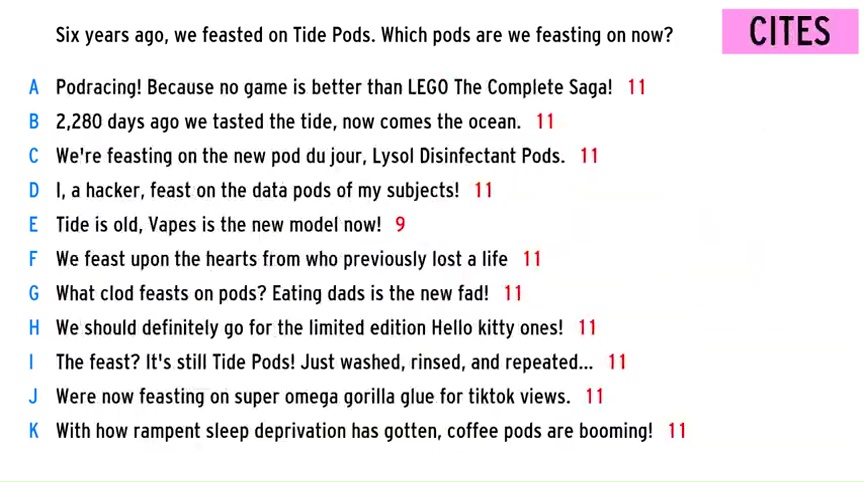 Six years ago, we feasted on Tide Pods. Which pods are we feasting on now?
CITES
A Podracing! Because no game is better than LEGO The Complete Saga! 11
B 2,280 days ago we tasted the tide, now comes the ocean. 11
C We're feasting on the new pod du jour, Lysol Disinfectant Pods. 11
D I, a hacker, feast on the data pods of my subjects! 11
E Tide is old, Vapes is the new model now! 9
F We feast upon the hearts from who previously lost a life 11
G What clod feasts on pods? Eating dads is the new fad! 11
H We should definitely go for the limited edition Hello kitty ones! 11
I The feast? It's still Tide Pods! Just washed, rinsed, and repeated... 11
J Were now feasting on super omega gorilla glue for tiktok views. 11
K With how rampent sleep deprivation has gotten, coffee pods are booming! 11